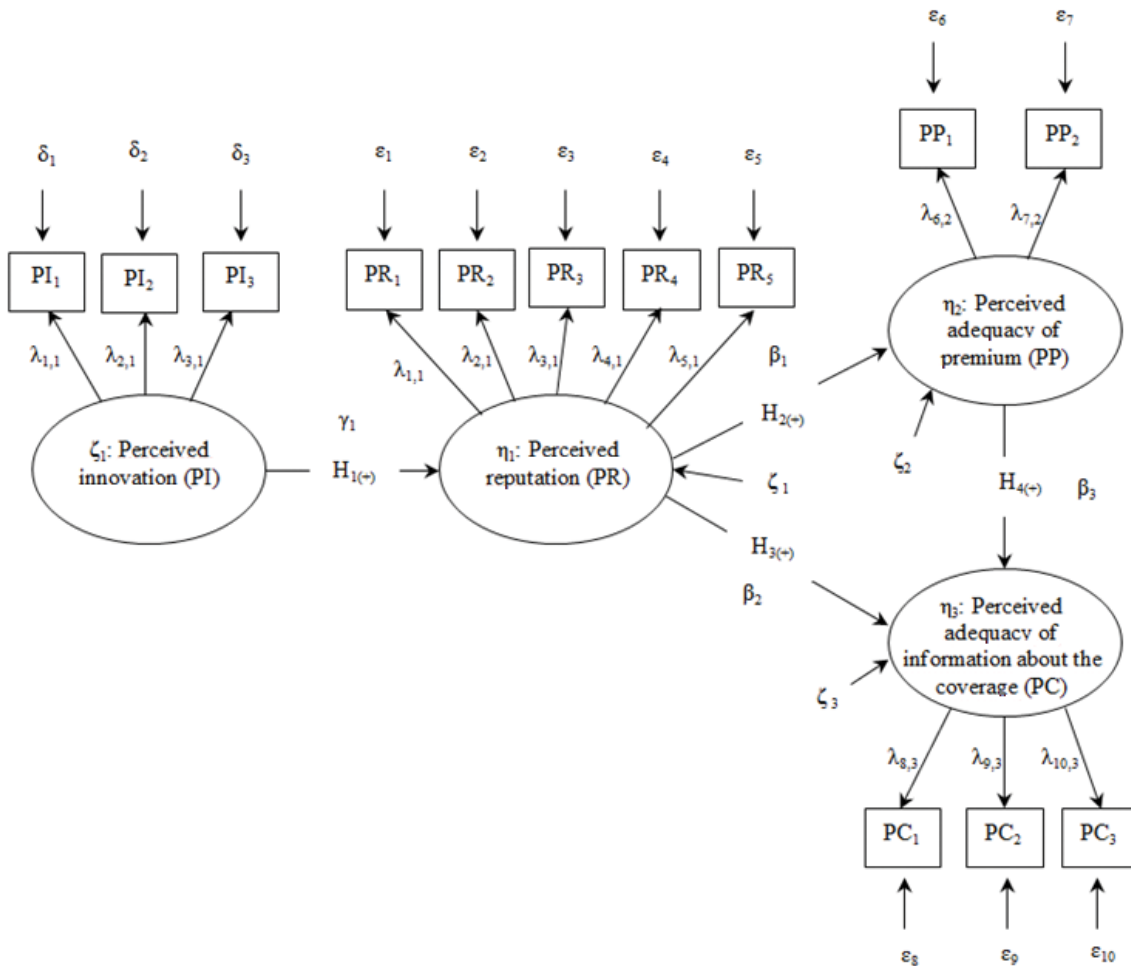 ε₆ ε₇
PP₁ PP₂
δ₁ δ₂ δ₃ ε₁ ε₂ ε₃ ε₄ ε₅
λ₆,₂ λ₇,₂
PI₁ PI₂ PI₃ PR₁ PR₂ PR₃ PR₄ PR₅
η₂: Perceived
adequacy of
premium (PP)
λ₁,₁ λ₂,₁ λ₃,₁ λ₁,₁ λ₂,₁ λ₃,₁ λ₄,₁ λ₅,₁ β₁
H₂₍₊₎
γ₁
ζ₁: Perceived
innovation (PI)
H₁₍₊₎
η₁: Perceived
reputation (PR)
ζ₂
ζ ₁
H₄₍₊₎ β₃
H₃₍₊₎
β₂
η₃: Perceived
adequacy of
information about the
coverage (PC)
ζ ₃
λ₈,₃ λ₉,₃ λ₁₀,₃
PC₁ PC₂ PC₃
ε₈ ε₉ ε₁₀